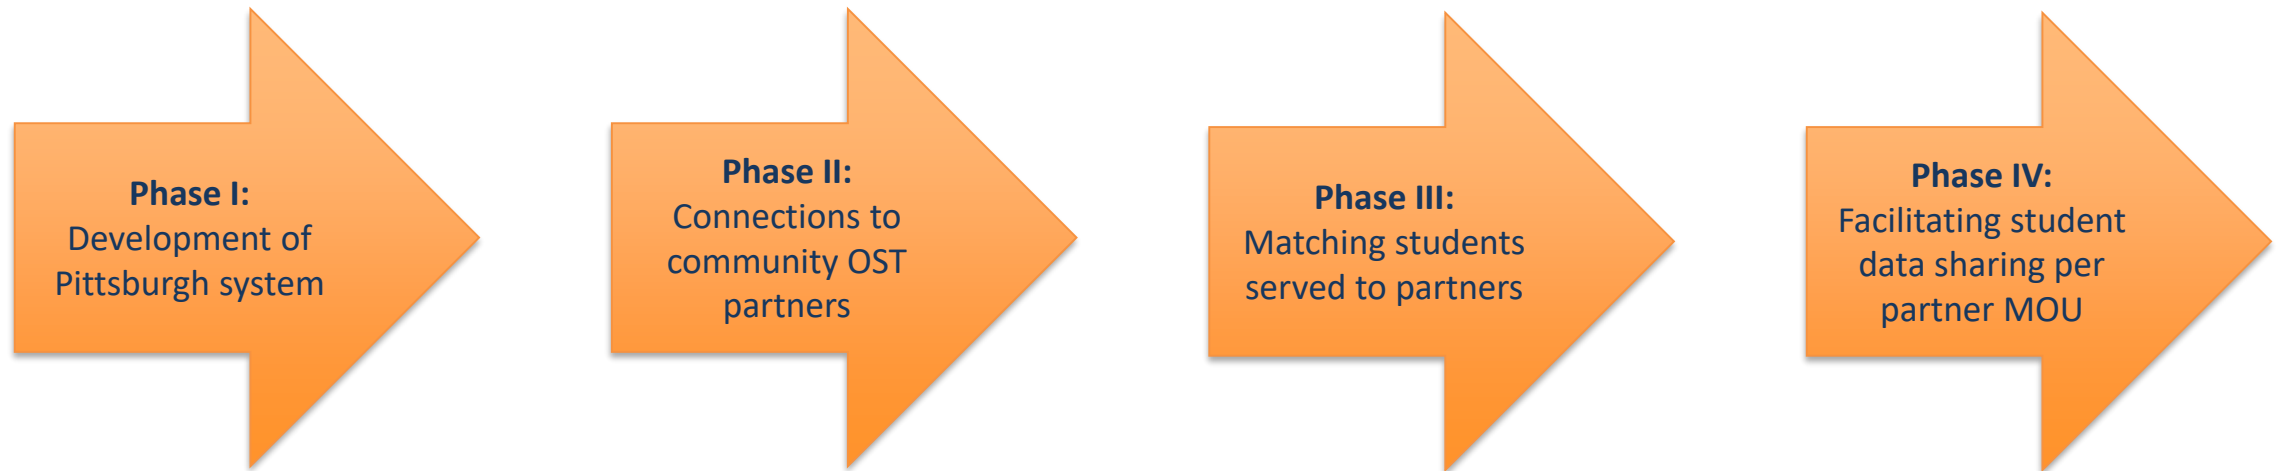 Phase I:
Development of
Pittsburgh system
Phase II:
Connections to
community OST
partners
Phase III:
Matching students
served to partners
Phase IV:
Facilitating student
data sharing per
partner MOU